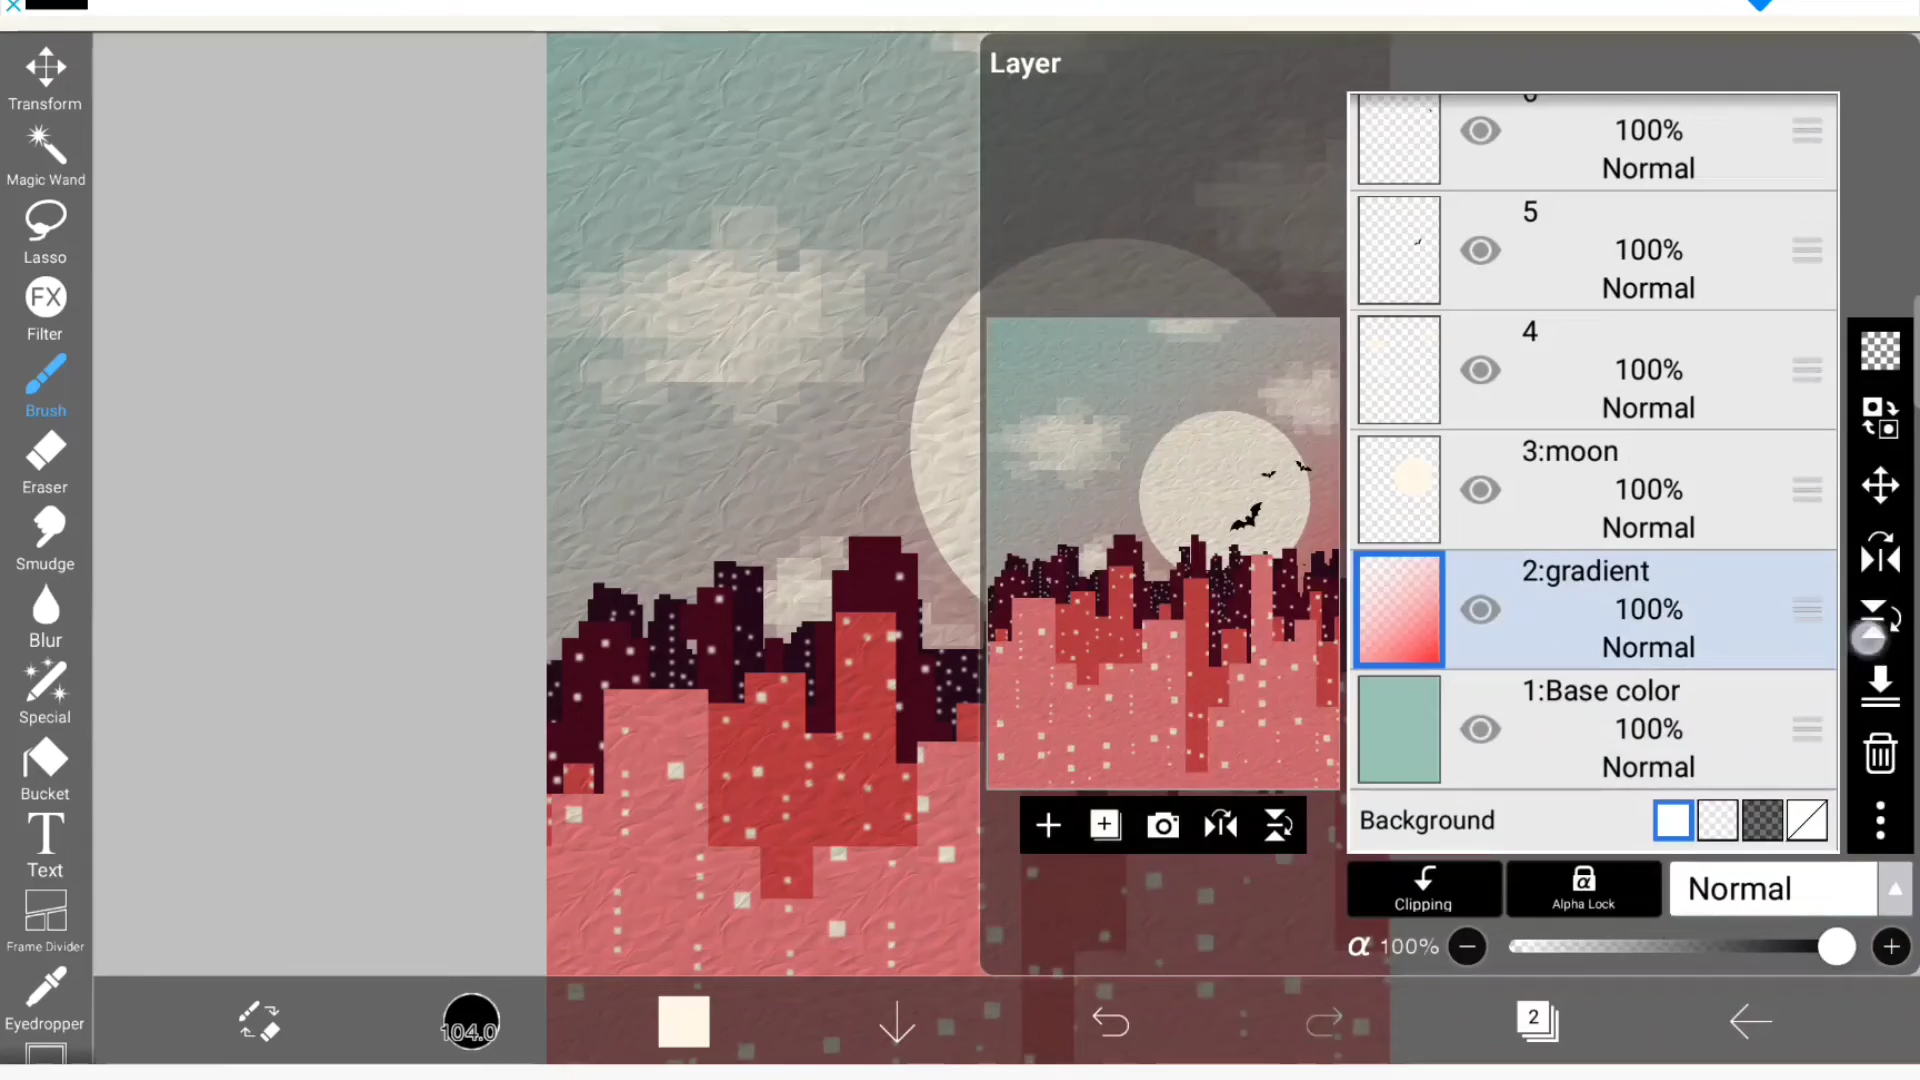 Layer
Transform
Magic Wand
Lasso
FX
Filter
Brush
Eraser
Smudge
Blur
Special
Bucket
T
Text
Frame Divider
Eyedropper
100%
Normal
5
100%
Normal
4
100%
Normal
3:moon
100%
Normal
2:gradient
100%
Normal
1:Base color
100%
Normal
Background
Clipping
α
Alpha Lock
Normal
α 100%
104.0
2